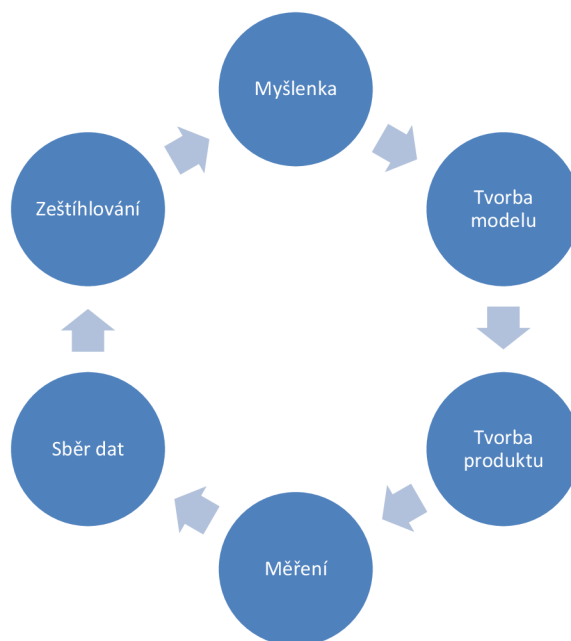 Myšlenka
Tvorba
modelu
Tvorba
produktu
Měření
Sběr dat
Zeštíhlování